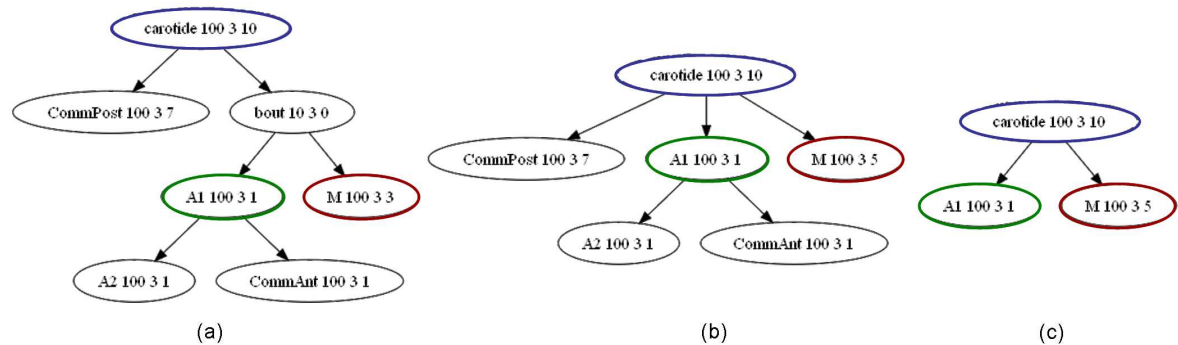 carotide 100 3 10
CommPost 100 3 7
bout 10 3 0
A1 100 3 1
M 100 3 3
A2 100 3 1
CommAnt 100 3 1
(a)
carotide 100 3 10
CommPost 100 3 7
A1 100 3 1
M 100 3 5
A2 100 3 1
CommAnt 100 3 1
(b)
carotide 100 3 10
A1 100 3 1
M 100 3 5
(c)